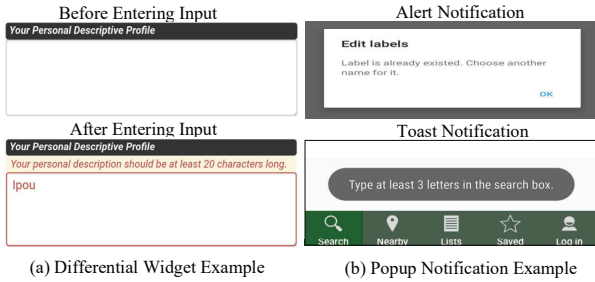 Before Entering Input
Your Personal Descriptive Profile
After Entering Input
Your Personal Descriptive Profile
Your personal description should be at least 20 characters long.
lpou
(a) Differential Widget Example
Alert Notification
Edit labels
Label is already existed. Choose another
name for it.
OK
Toast Notification
Type at least 3 letters in the search box.
Search Nearby Lists Saved Log in
(b) Popup Notification Example